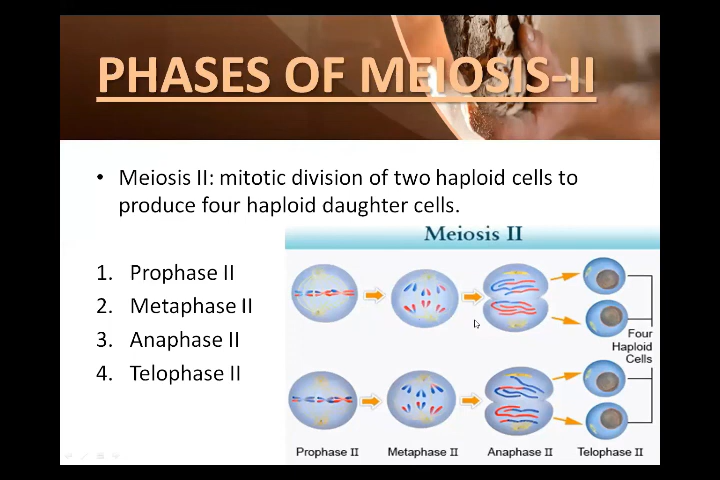 PHASES OF MEIOSIS-II
• Meiosis II: mitotic division of two haploid cells to
produce four haploid daughter cells.
1. Prophase II
2. Metaphase II
3. Anaphase II
4. Telophase II
Meiosis II
Four
Haploid
Cells
Prophase II
Metaphase II
Anaphase II
Telophase II